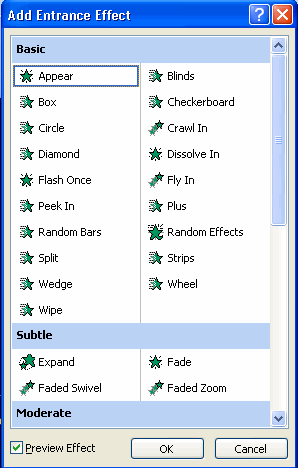 Add Entrance Effect
Basic
Appear Blinds
Box Checkerboard
Circle Crawl In
Diamond Dissolve In
Flash Once Fly In
Peek In Plus
Random Bars Random Effects
Split Strips
Wedge Wheel
Wipe
Subtle
Expand Fade
Faded Swivel Faded Zoom
Moderate
Preview Effect OK Cancel